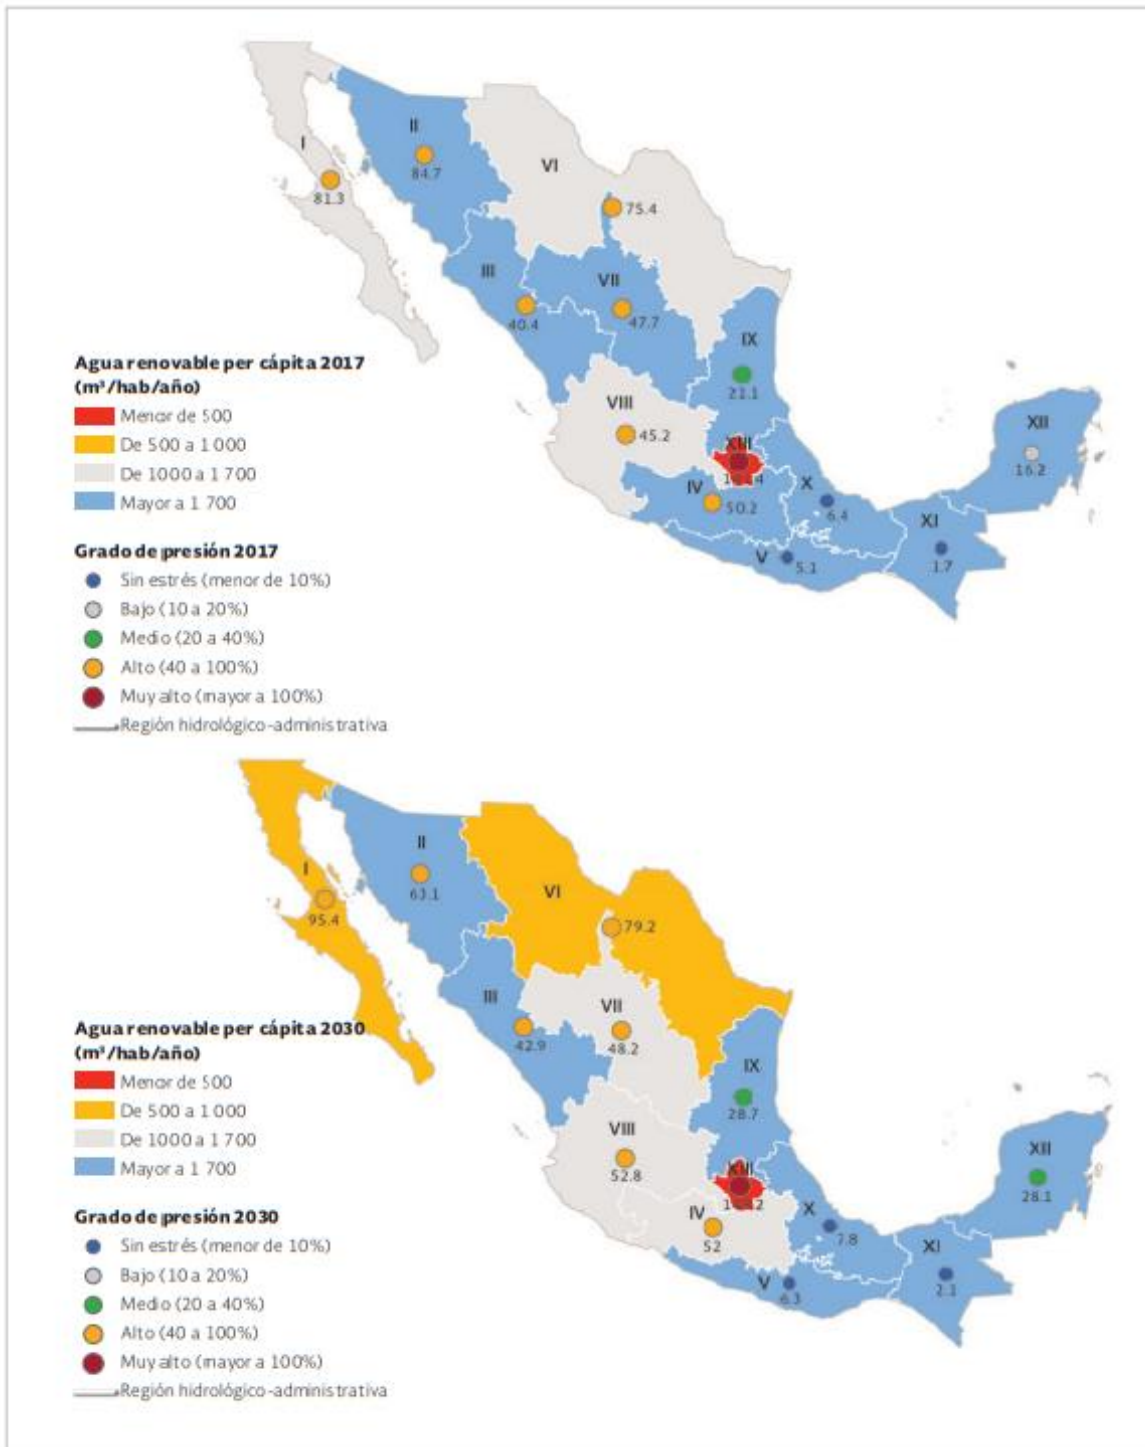 II
I
84.7
VI
81.3
75.4
III
VII
40.4
47.7
IX
22.1
Agua renovable per cápita 2017
(m³/hab/año)
Menor de 500
De 500 a 1 000
De 1000 a 1 700
Mayor a 1 700
VIII
45.2
XIII
XII
16.2
IV
50.2
X
6.4
XI
1.7
V
5.1
Grado de presión 2017
Sin estrés (menor de 10%)
Bajo (10 a 20%)
Medio (20 a 40%)
Alto (40 a 100%)
Muy alto (mayor a 100%)
Región hidrológico-administrativa
II
I
63.1
VI
95.4
79.2
III
VII
42.9
48.2
IX
28.7
Agua renovable per cápita 2030
(m³/hab/año)
Menor de 500
De 500 a 1 000
De 1000 a 1 700
Mayor a 1 700
VIII
52.8
XIII
XII
28.1
IV
52
X
7.8
XI
2.1
V
6.3
Grado de presión 2030
Sin estrés (menor de 10%)
Bajo (10 a 20%)
Medio (20 a 40%)
Alto (40 a 100%)
Muy alto (mayor a 100%)
Región hidrológico-administrativa